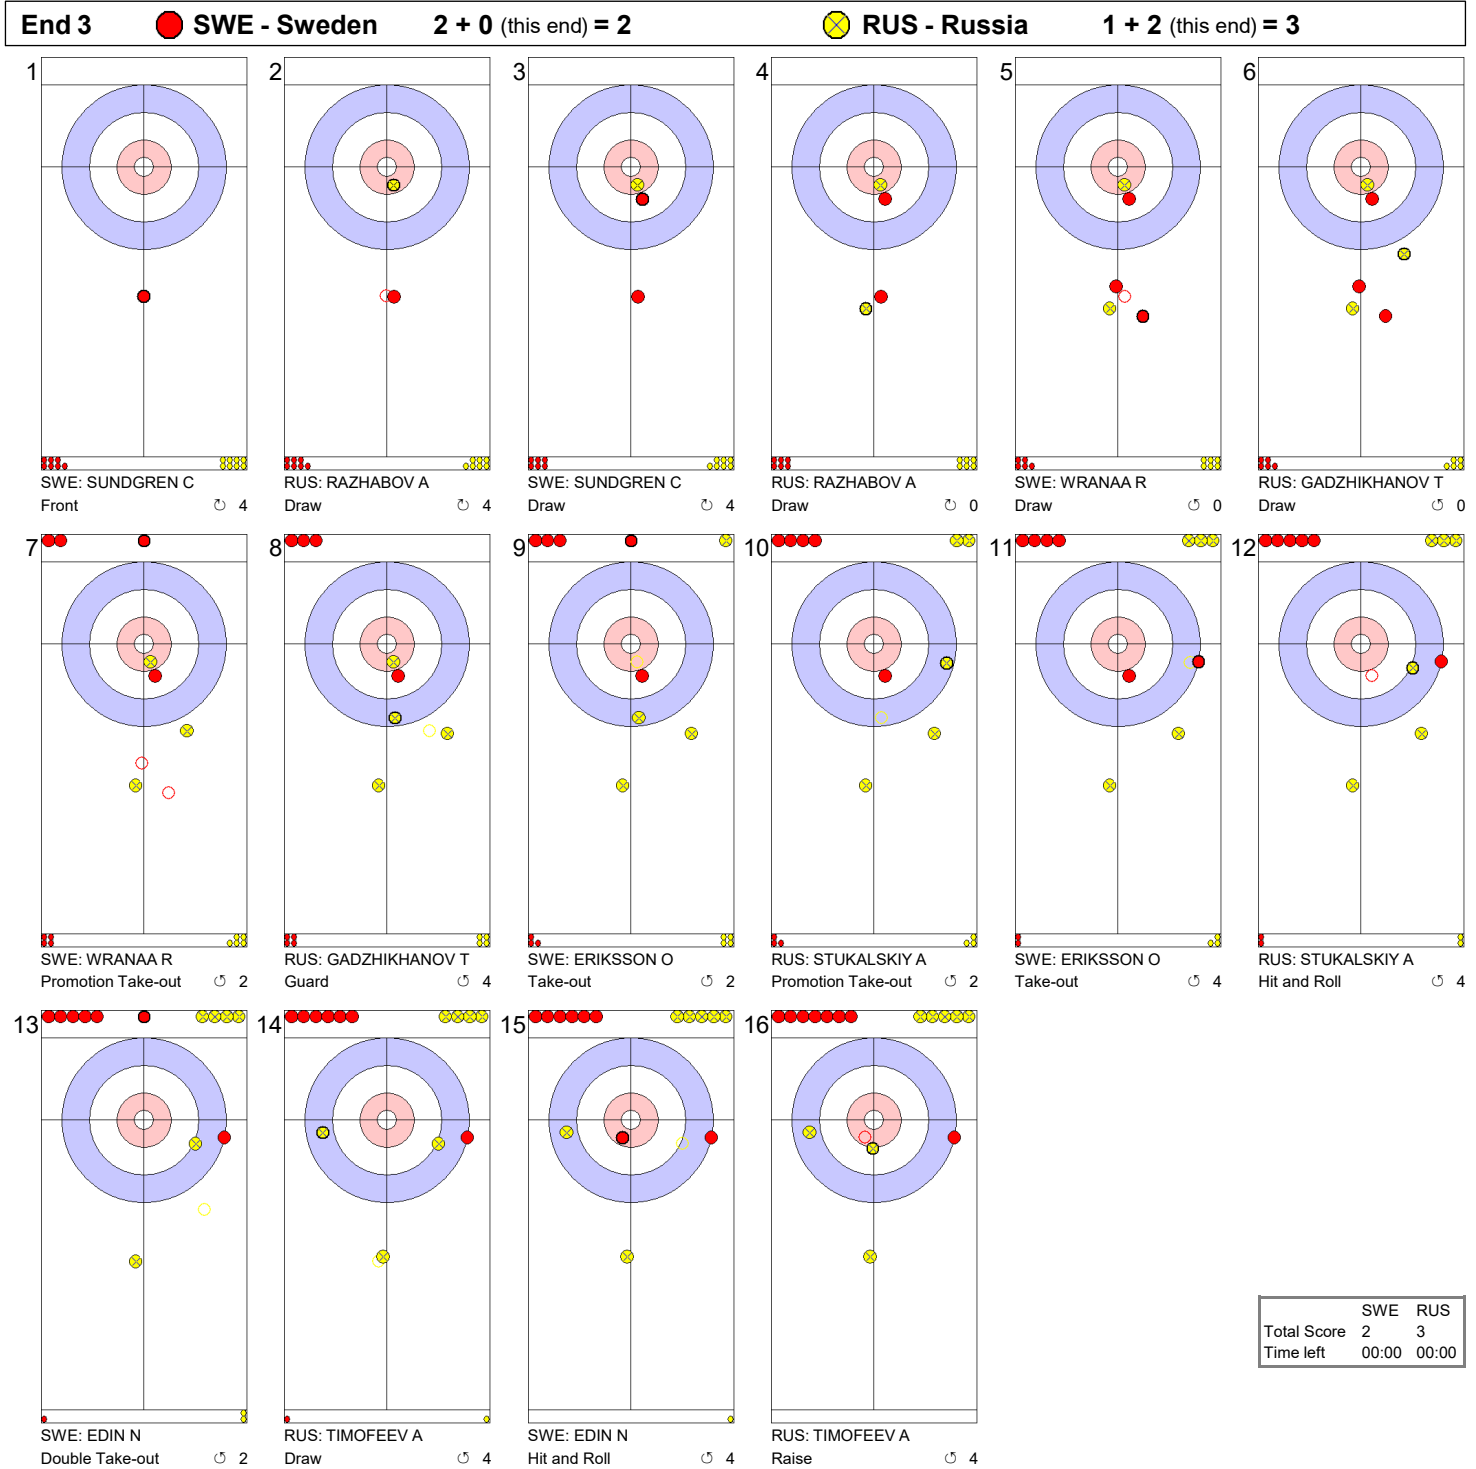 End 3 SWE - Sweden 2 + 0 (this end) = 2 RUS - Russia 1 + 2 (this end) = 3
1 2 3 4 5 6
SWE: SUNDGREN C RUS: RAZHABOV A SWE: SUNDGREN C RUS: RAZHABOV A SWE: WRANAA R RUS: GADZHIKHANOV T
Front ↻ 4 Draw ↻ 4 Draw ↻ 4 Draw ↻ 0 Draw ↺ 0 Draw ↺ 0
7 8 9 10 11 12
SWE: WRANAA R RUS: GADZHIKHANOV T SWE: ERIKSSON O RUS: STUKALSKIY A SWE: ERIKSSON O RUS: STUKALSKIY A
Promotion Take-out ↺ 2 Guard ↺ 4 Take-out ↺ 2 Promotion Take-out ↺ 2 Take-out ↺ 4 Hit and Roll ↺ 4
13 14 15 16
SWE: EDIN N RUS: TIMOFEEV A SWE: EDIN N RUS: TIMOFEEV A
Double Take-out ↺ 2 Draw ↺ 4 Hit and Roll ↺ 4 Raise ↺ 4
SWE RUS
Total Score 2 3
Time left 00:00 00:00